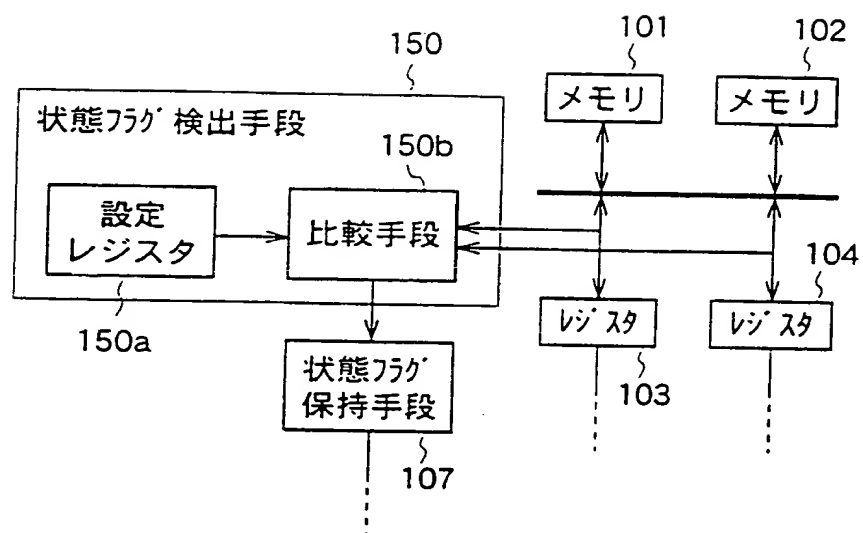 150
101
102
状態フラグ検出手段
メモリ
メモリ
150b
設定
レジスタ
比較手段
104
150a
レジスタ
レジスタ
103
状態フラグ
保持手段
107